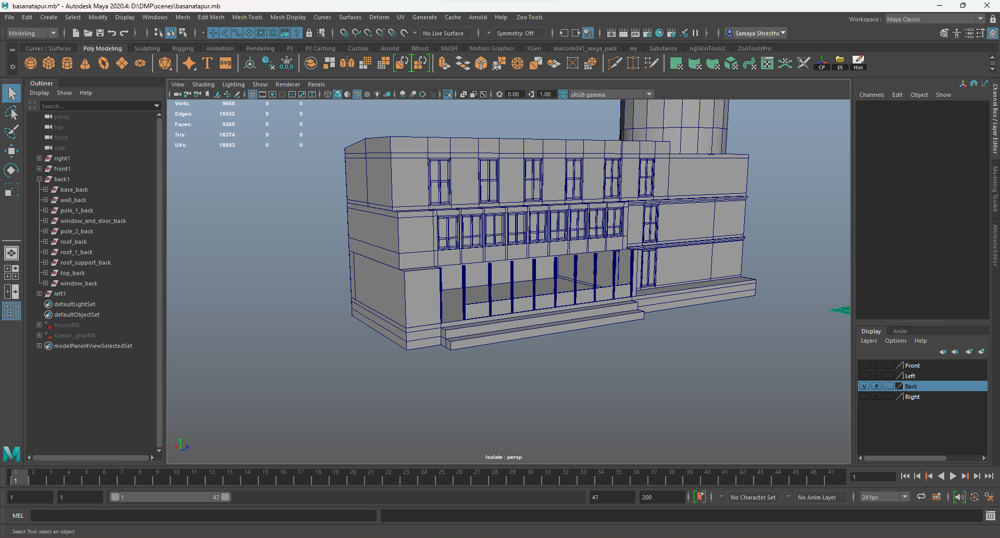 basanatapur.mb* - Autodesk Maya 2020.4: D:\DMP\scenes\basanatapur.mb
File Edit Create Select Modify Display Windows Mesh Edit Mesh Mesh Tools Mesh Display Curves Surfaces Deform UV Generate Cache Arnold Help Zoo Tools
Workspace : Maya Classic
Modeling No Live Surface Symmetry: Off Samaya Shrestha
Curves / Surfaces Poly Modeling Sculpting Rigging Animation Rendering FX FX Caching Custom Arnold Bifrost MASH Motion Graphics XGen malcolm341_mega_pack my Substance ngSkinTools2 ZooToolsPro
T svg 0,0,0 CP ES Hist
Outliner
Display Show Help
Search...
persp
top
front
side
right1
front1
back1
base_back
wall_back
pole_1_back
window_and_door_back
pole_2_back
roof_back
roof_1_back
roof_support_back
top_back
window_back
left1
defaultLightSet
defaultObjectSet
HouseRN
Kumari_gharRN
modelPanel4ViewSelectedSet
View Shading Lighting Show Renderer Panels
0.00 1.00 ON sRGB gamma
Verts: 9668 0 0
Edges: 18552 0 0
Faces: 9260 0 0
Tris: 18374 0 0
UVs: 18853 0 0
y
x z
Isolate : persp
Channels Edit Object Show
Channel Box / Layer Editor
Modeling Toolkit
Attribute Editor
Display Anim
Layers Options Help
P Front
P Left
V P Back
P Right
1 2 3 4 5 6 7 8 9 10 11 12 13 14 15 16 17 18 19 20 21 22 23 24 25 26 27 28 29 30 31 32 33 34 35 36 37 38 39 40 41 42 43 44 45 46 47
1 1
1 1 1 47 47 200 No Character Set No Anim Layer 24 fps
MEL
Select Tool: select an object